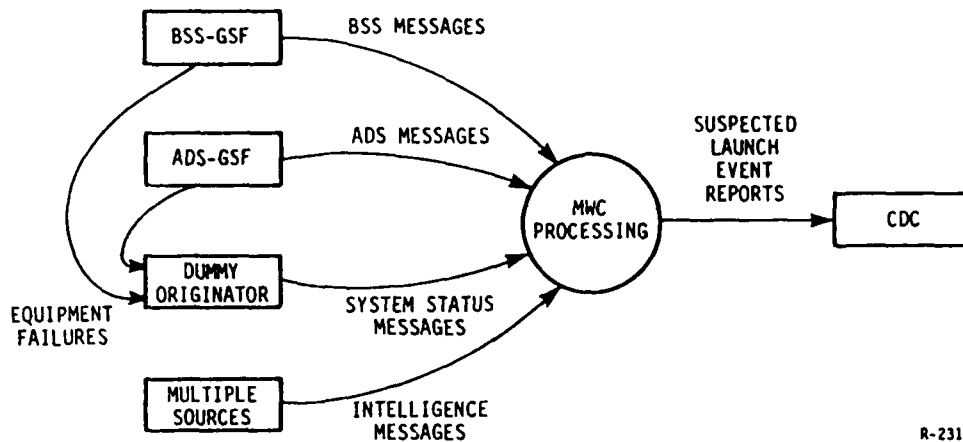 BSS-GSF
BSS MESSAGES
ADS-GSF
ADS MESSAGES
DUMMY
ORIGINATOR
EQUIPMENT
FAILURES
SYSTEM STATUS
MESSAGES
MULTIPLE
SOURCES
INTELLIGENCE
MESSAGES
MWC
PROCESSING
SUSPECTED
LAUNCH
EVENT
REPORTS
CDC
R-231